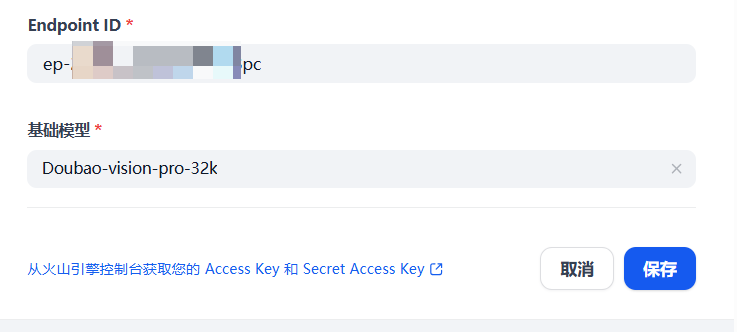 Endpoint ID *
ep-
pc
基础模型 *
Doubao-vision-pro-32k
从火山引擎控制台获取您的 Access Key 和 Secret Access Key
取消
保存